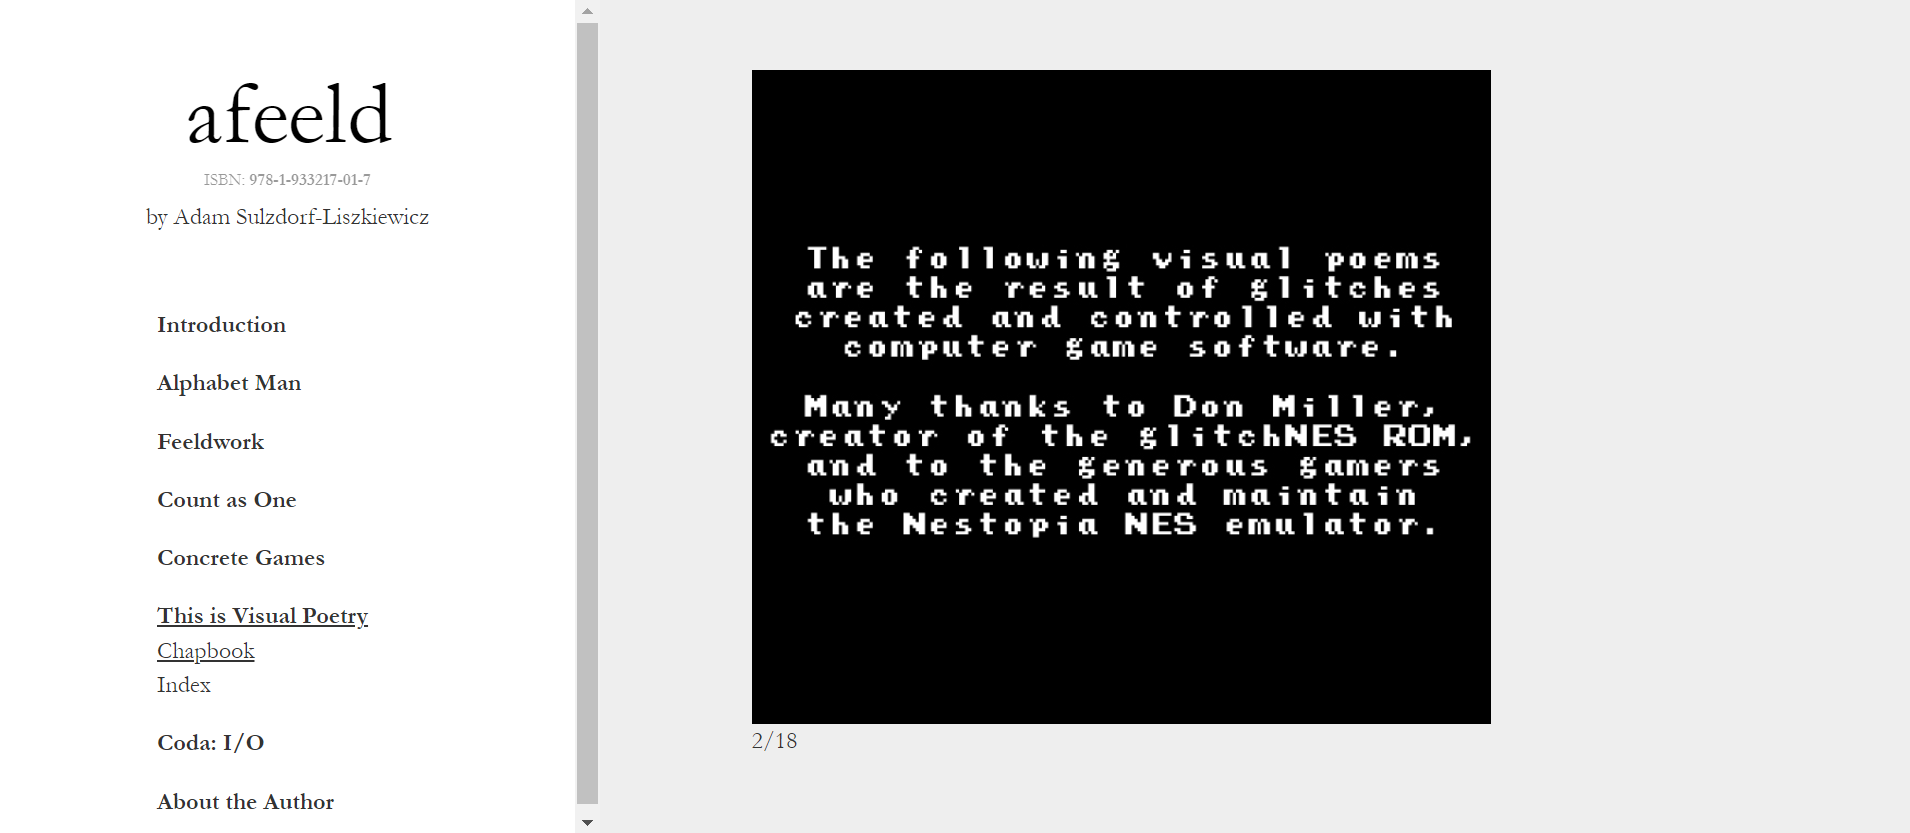 afeeld
ISBN: 978-1-933217-01-7
by Adam Sulzdorf-Liszkiewicz
Introduction
Alphabet Man
Feeldwork
Count as One
Concrete Games
This is Visual Poetry
Chapbook
Index
Coda: I/O
About the Author
The following visual poems
are the result of glitches
created and controlled with
computer game software.
Many thanks to Don Miller,
creator of the glitchNES ROM,
and to the generous gamers
who created and maintain
the Nestopia NES emulator.
2/18